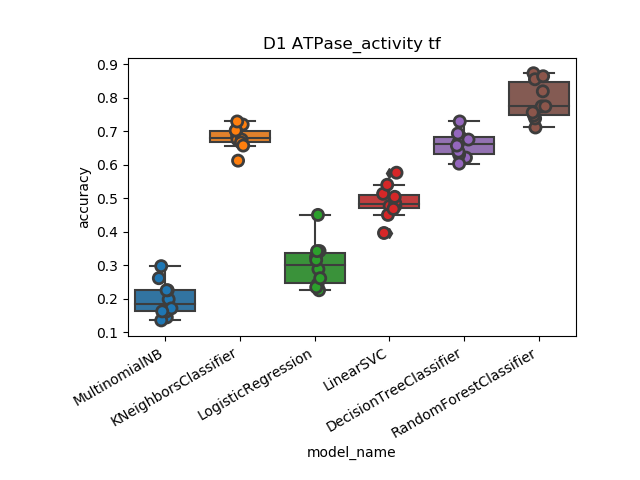 D1 ATPase_activity tf
accuracy
0.9
0.8
0.7
0.6
0.5
0.4
0.3
0.2
0.1
MultinomialNB
KNeighborsClassifier
LogisticRegression
LinearSVC
DecisionTreeClassifier
RandomForestClassifier
model_name